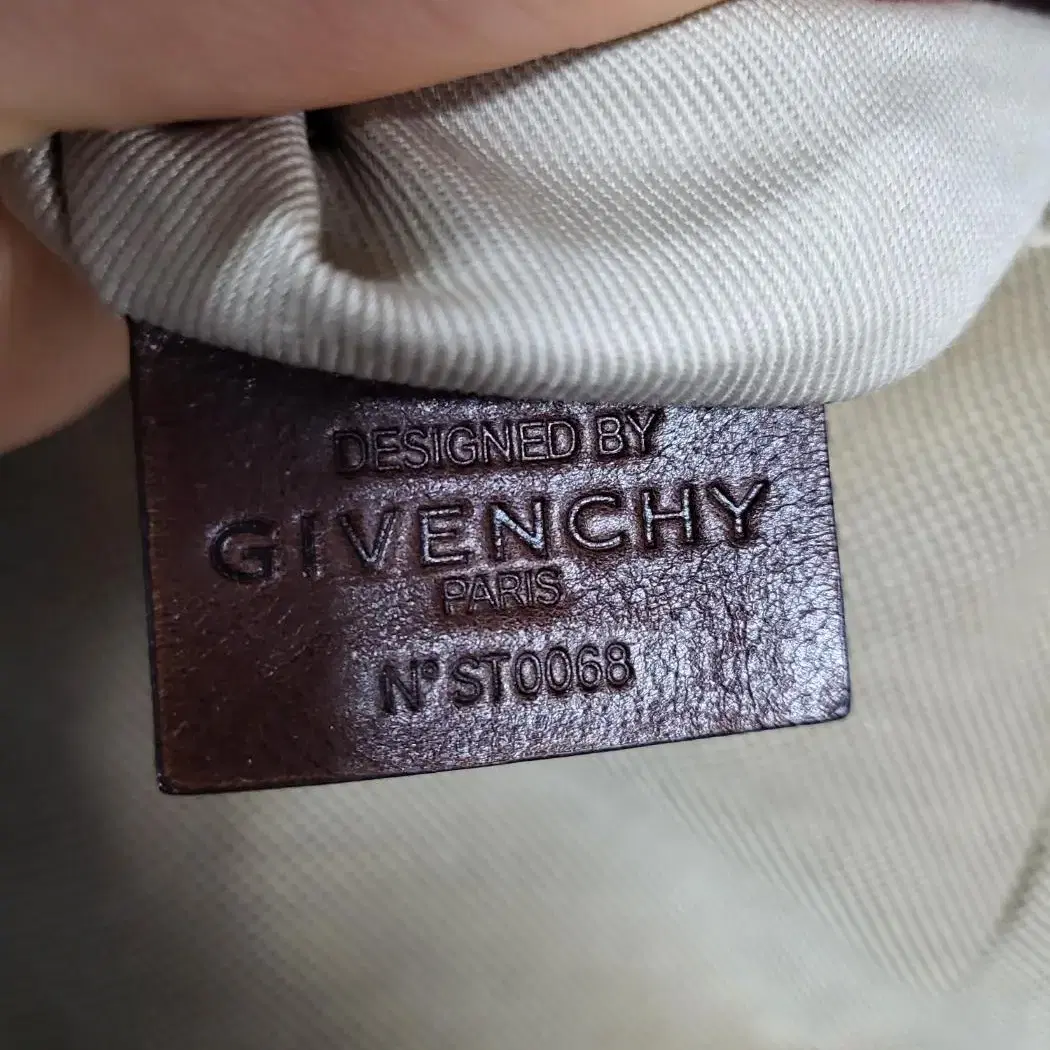 DESIGNED BY
GIVENCHY
PARIS
N° ST0068